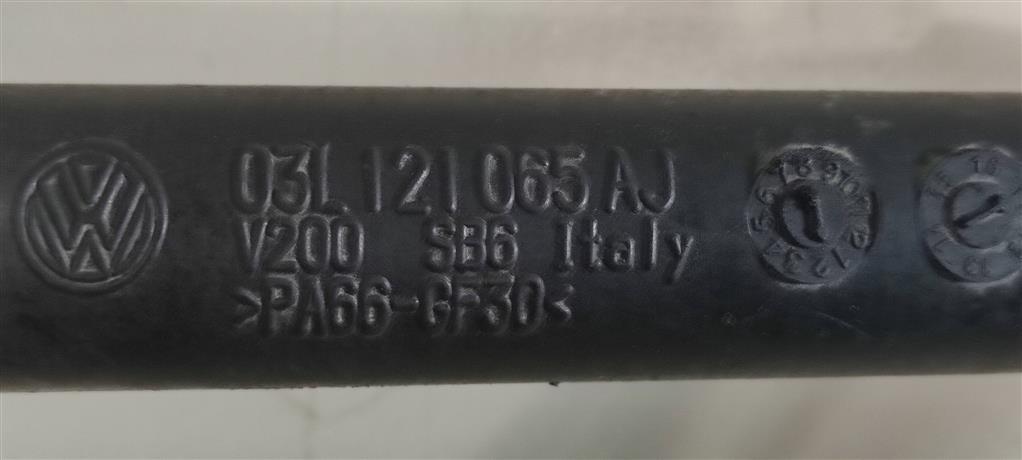 03L 121 065 AJ
V200 SB6 Italy
>PA66-GF30<